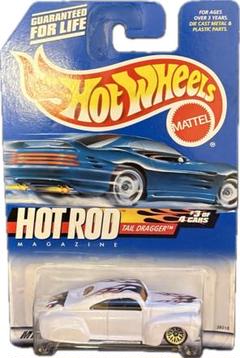 GUARANTEED
FOR LIFE
FOR AGES
OVER 3 YEARS.
DIE CAST METAL &
PLASTIC PARTS.
HOT WHEELS
MATTEL
HOT ROD
MAGAZINE
TAIL DRAGGER™
#3 of
4 CARS